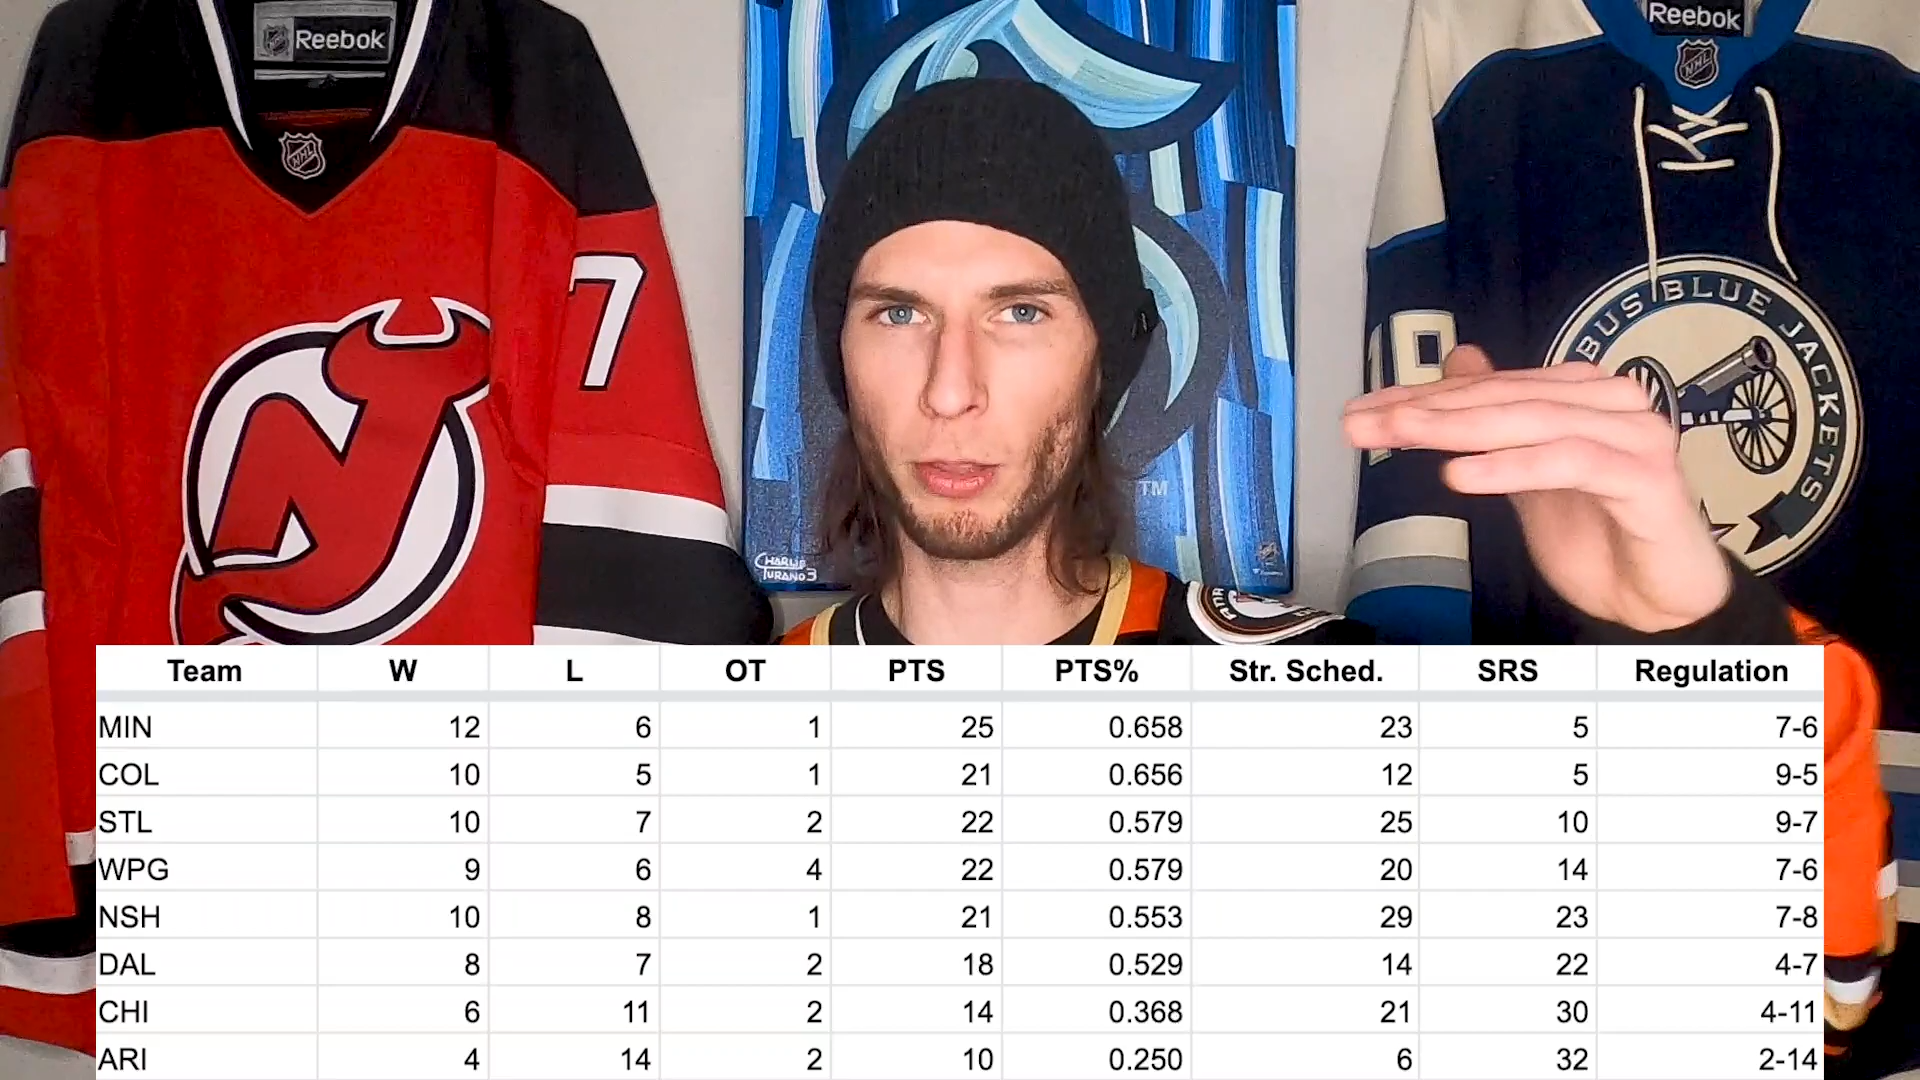 Reebok
NHL
Reebok
NHL
7
19
BUS BLUE JACKETS
TM
CHARLIE
TURANO 3
Team W L OT PTS PTS% Str. Sched. SRS Regulation
MIN 12 6 1 25 0.658 23 5 7-6
COL 10 5 1 21 0.656 12 5 9-5
STL 10 7 2 22 0.579 25 10 9-7
WPG 9 6 4 22 0.579 20 14 7-6
NSH 10 8 1 21 0.553 29 23 7-8
DAL 8 7 2 18 0.529 14 22 4-7
CHI 6 11 2 14 0.368 21 30 4-11
ARI 4 14 2 10 0.250 6 32 2-14